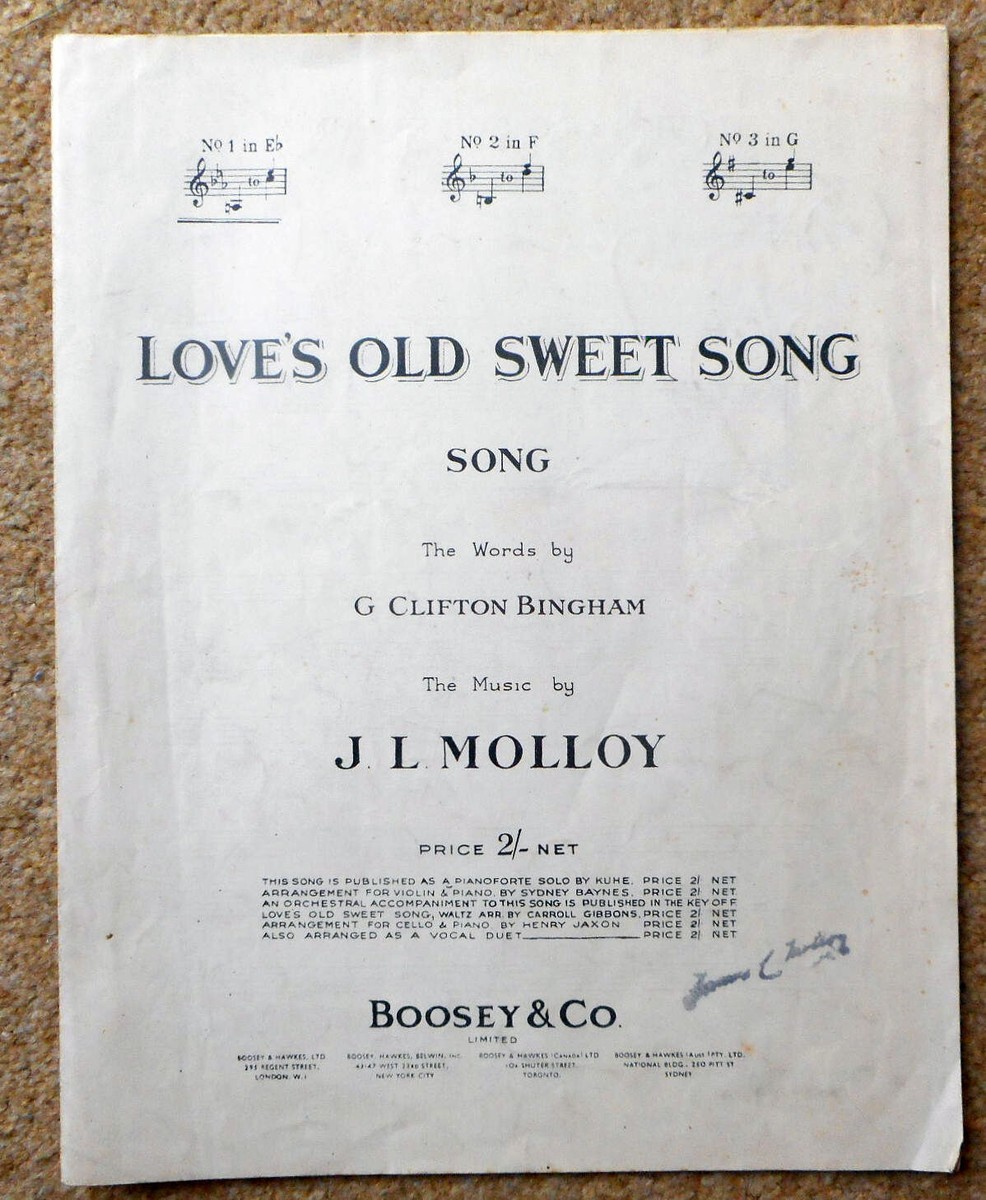 No 1 in E♭ No 2 in F No 3 in G
to to to
LOVE'S OLD SWEET SONG
SONG
The Words by
G CLIFTON BINGHAM
The Music by
J. L. MOLLOY
PRICE 2/- NET
THIS SONG IS PUBLISHED AS A PIANOFORTE SOLO BY KUHE, PRICE 2/ NET
ARRANGEMENT FOR VIOLIN & PIANO. BY SYDNEY BAYNES, PRICE 2/ NET
AN ORCHESTRAL ACCOMPANIMENT TO THIS SONG IS PUBLISHED IN THE KEY OF F
LOVE'S OLD SWEET SONG, WALTZ ARR. BY CARROLL GIBBONS, PRICE 2/ NET
ARRANGEMENT FOR CELLO & PIANO BY HENRY JAXON PRICE 2/ NET
ALSO ARRANGED AS A VOCAL DUET PRICE 2/ NET
BOOSEY & CO.
LIMITED
BOOSEY & HAWKES, LTD. BOOSEY, HAWKES, BELWIN, INC. BOOSEY & HAWKES (CANADA) LTD BOOSEY & HAWKES (AUST) PTY. LTD.
295 REGENT STREET, 43-47 WEST 23RD STREET, 104 SHUTER STREET, NATIONAL BLDG., 250 PITT ST
LONDON. W.1 NEW YORK CITY TORONTO. SYDNEY